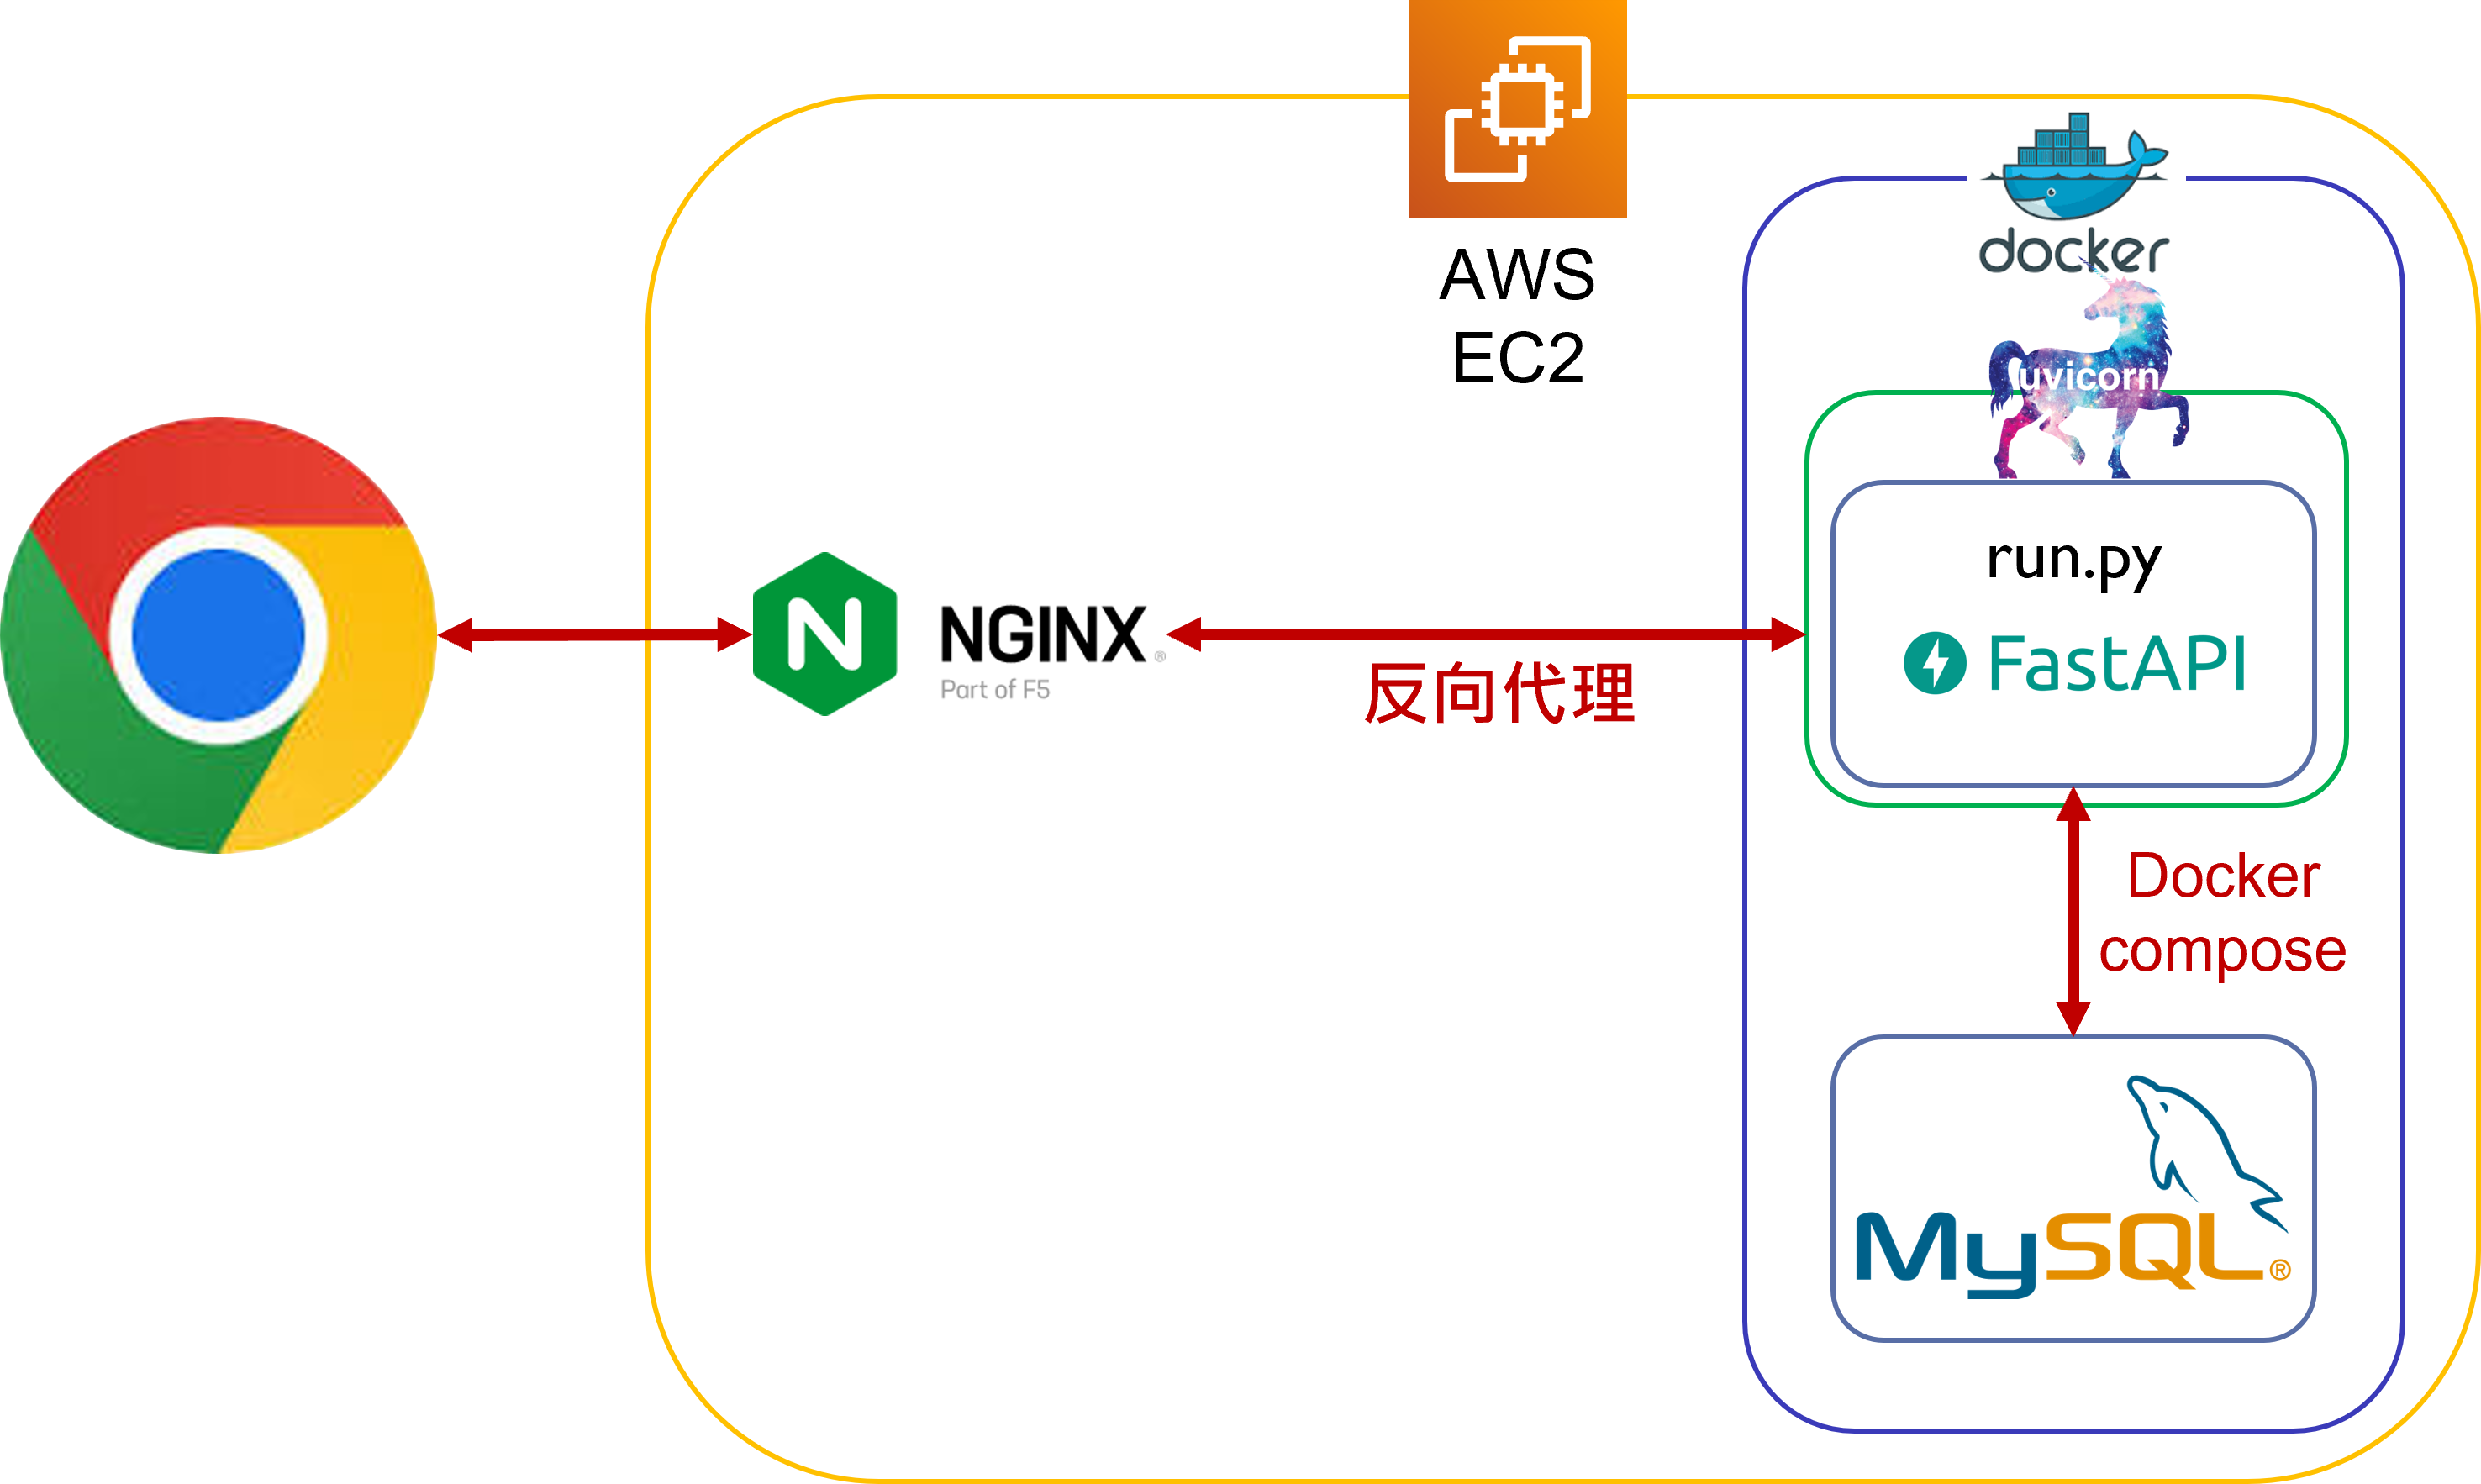 AWS
EC2
docker
uvicorn
run.py
FastAPI
NGINX®
Part of F5
反向代理
Docker
compose
MySQL®